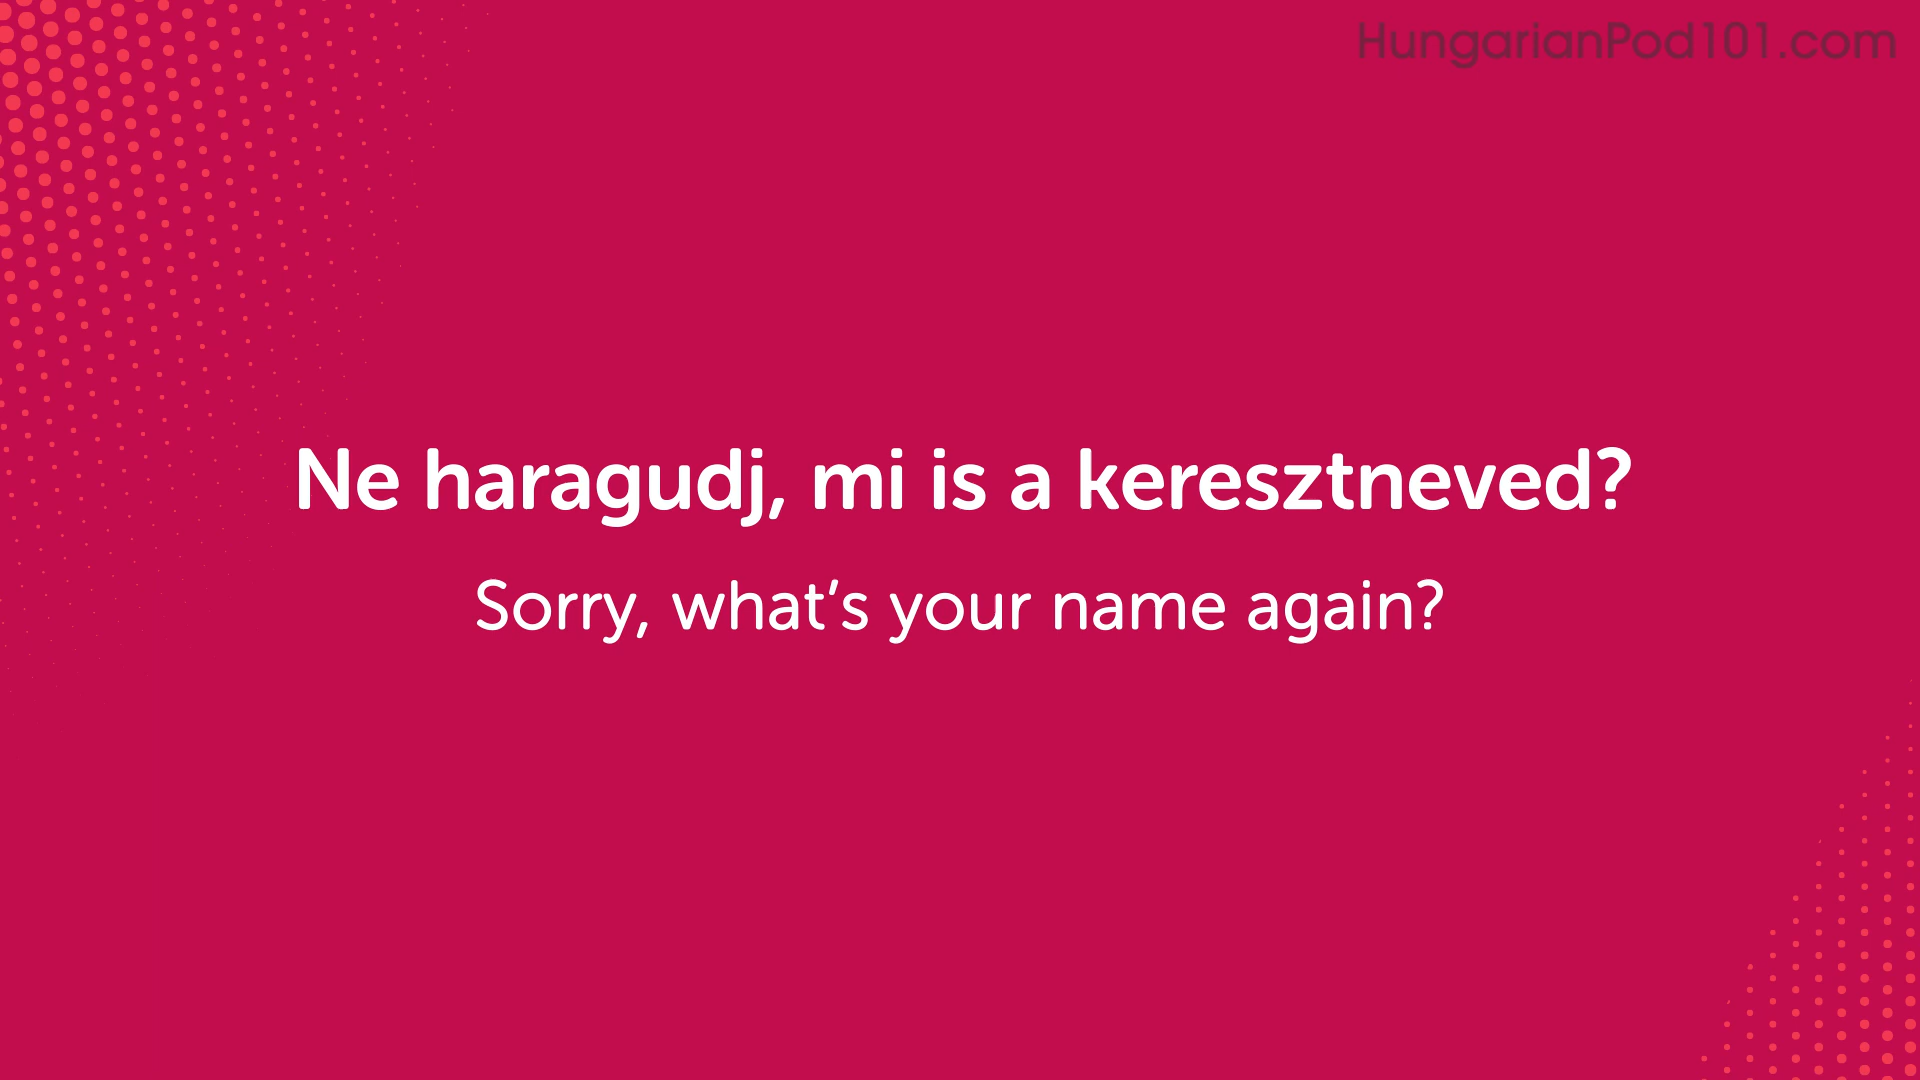 HungarianPod101.com
Ne haragudj, mi is a keresztneved?
Sorry, what's your name again?